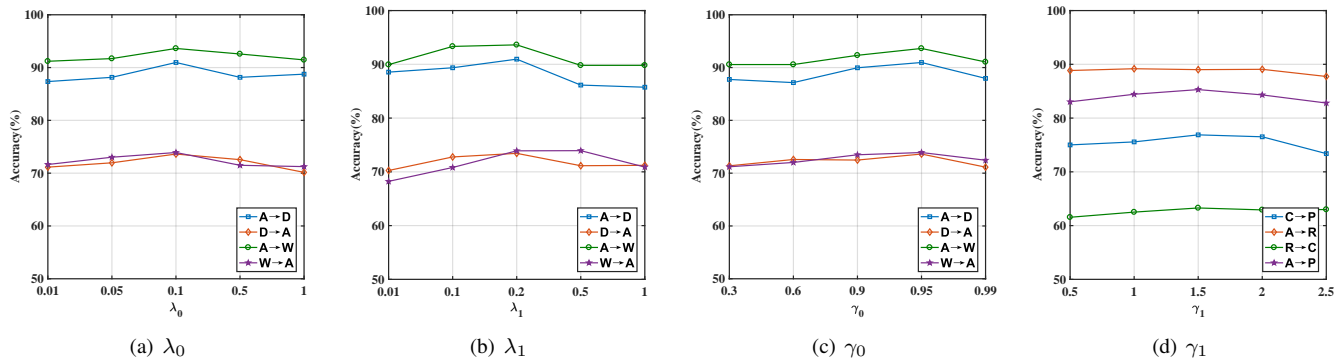 100
90
80
70
60
50
Accuracy(%)
0.01 0.05 0.1 0.5 1
λ0
A→D
D→A
A→W
W→A
(a) λ0
100
90
80
70
60
50
Accuracy(%)
0.01 0.1 0.2 0.5 1
λ1
A→D
D→A
A→W
W→A
(b) λ1
100
90
80
70
60
50
Accuracy(%)
0.3 0.6 0.9 0.95 0.99
γ0
A→D
D→A
A→W
W→A
(c) γ0
100
90
80
70
60
50
Accuracy(%)
0.5 1 1.5 2 2.5
γ1
C→P
A→R
R→C
A→P
(d) γ1